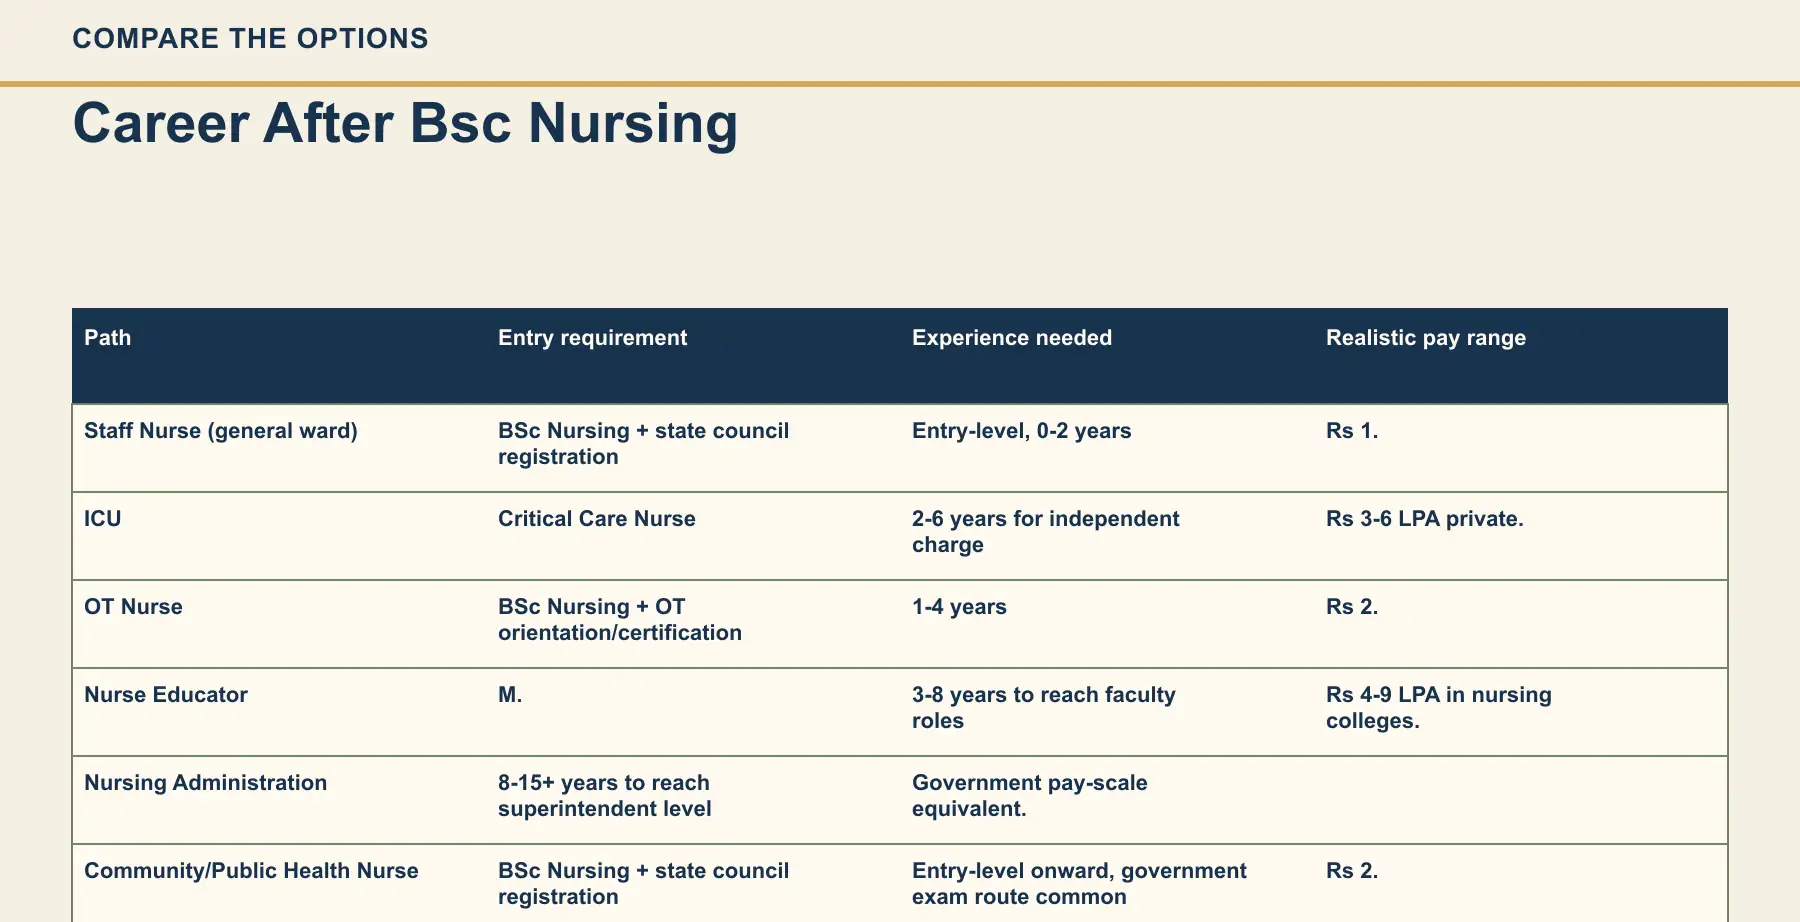 COMPARE THE OPTIONS
Career After Bsc Nursing
Path Entry requirement Experience needed Realistic pay range
Staff Nurse (general ward) BSc Nursing + state council Entry-level, 0-2 years Rs 1.
registration
ICU Critical Care Nurse 2-6 years for independent Rs 3-6 LPA private.
charge
OT Nurse BSc Nursing + OT 1-4 years Rs 2.
orientation/certification
Nurse Educator M. 3-8 years to reach faculty Rs 4-9 LPA in nursing
roles colleges.
Nursing Administration 8-15+ years to reach Government pay-scale
superintendent level equivalent.
Community/Public Health Nurse BSc Nursing + state council Entry-level onward, government Rs 2.
registration exam route common